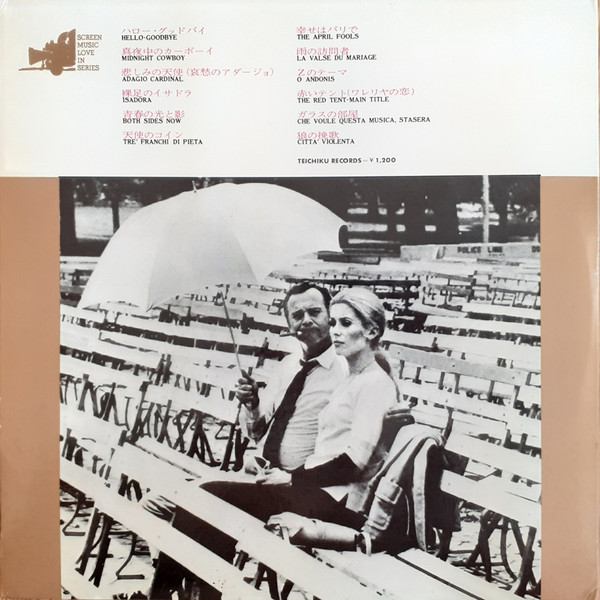 SCREEN
MUSIC
LOVE
IN
SERIES
ハロー・グッドバイ
HELLO-GOODBYE
真夜中のカーボーイ
MIDNIGHT COWBOY
悲しみの天使(哀愁のアダージョ)
ADAGIO CARDINAL
裸足のイサドラ
ISADORA
青春の光と影
BOTH SIDES NOW
天使のコイン
TRE' FRANCHI DI PIETA
幸せはパリで
THE APRIL FOOLS
雨の訪問者
LA VALSE DU MARIAGE
Zのテーマ
O ANDONIS
赤いテント(ワレリヤの恋)
THE RED TENT-MAIN TITLE
ガラスの部屋
CHE VOULE QUESTA MUSICA, STASERA
狼の挽歌
CITTA' VIOLENTA
TEICHIKU RECORDS—¥1,200
POLICE LINE